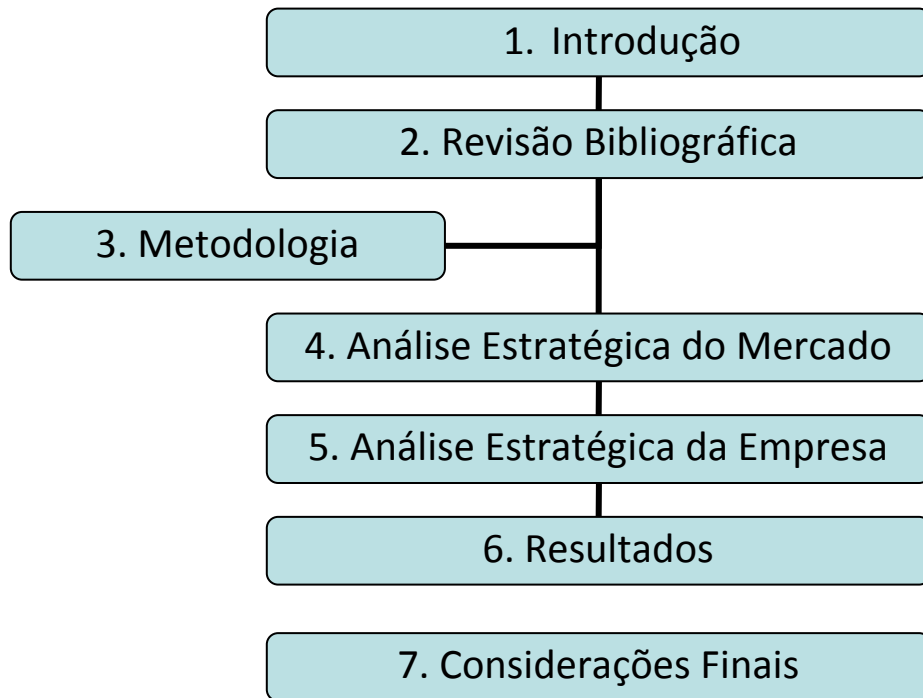 1. Introdução
2. Revisão Bibliográfica
3. Metodologia
4. Análise Estratégica do Mercado
5. Análise Estratégica da Empresa
6. Resultados
7. Considerações Finais